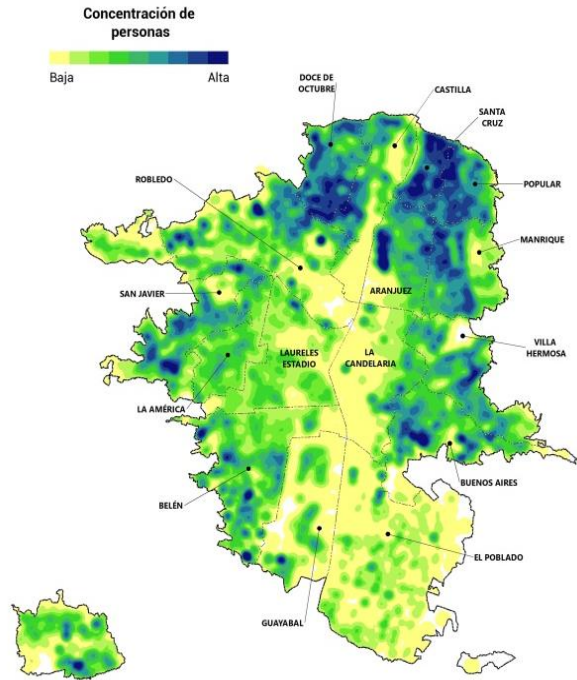 Concentración de
personas
Baja
Alta
DOCE DE
OCTUBRE
CASTILLA
SANTA
CRUZ
ROBLEDO
POPULAR
MANRIQUE
SAN JAVIER
ARANJUEZ
VILLA
HERMOSA
LAURELES
ESTADIO
LA
CANDELARIA
LA AMÉRICA
BUENOS AIRES
BELÉN
EL POBLADO
GUAYABAL